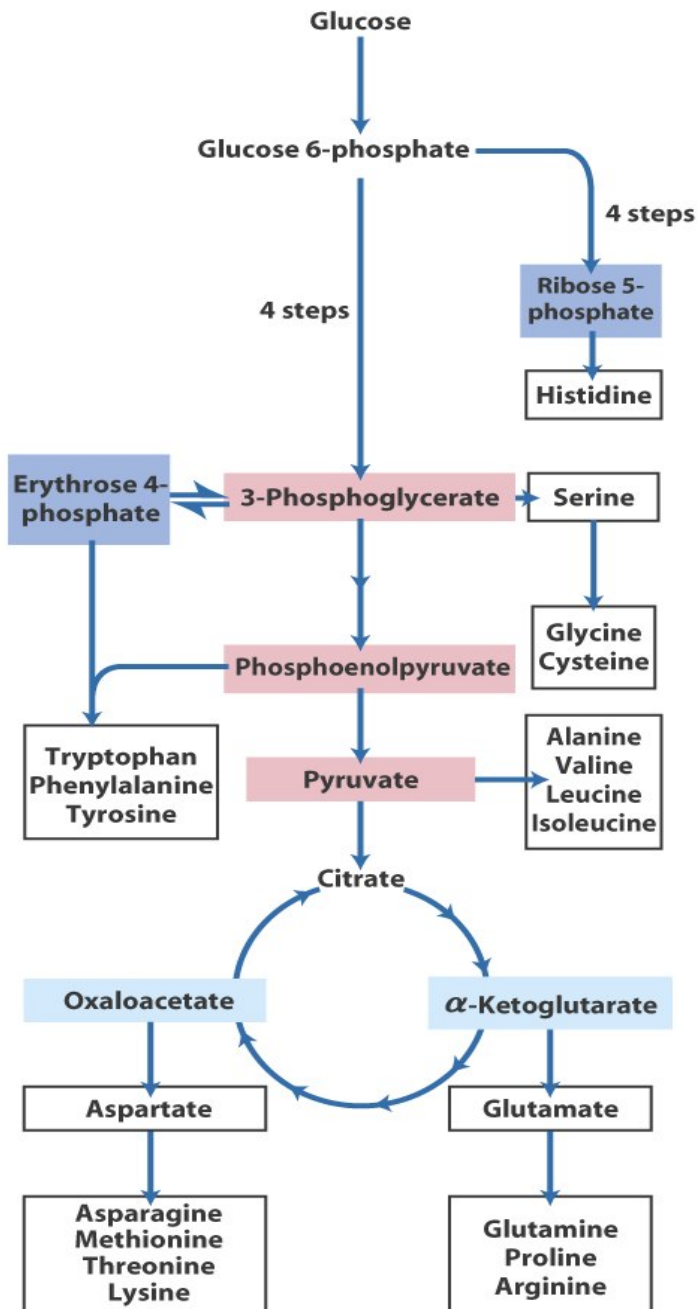 Glucose
Glucose 6-phosphate
4 steps
4 steps
Ribose 5-
phosphate
Histidine
Erythrose 4-
phosphate
3-Phosphoglycerate
Serine
Glycine
Cysteine
Phosphoenolpyruvate
Tryptophan
Phenylalanine
Tyrosine
Pyruvate
Alanine
Valine
Leucine
Isoleucine
Citrate
Oxaloacetate
α-Ketoglutarate
Aspartate
Glutamate
Asparagine
Methionine
Threonine
Lysine
Glutamine
Proline
Arginine